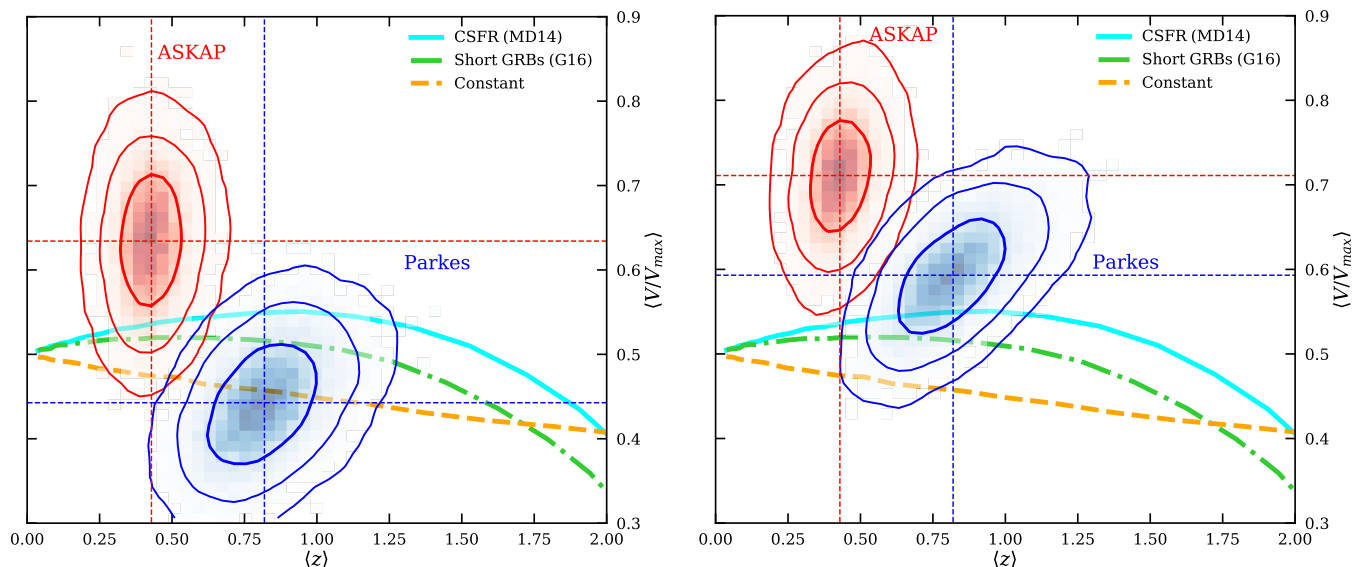 ASKAP
CSFR (MD14)
Short GRBs (G16)
Constant
Parkes
0.9
0.8
0.7
0.6
0.5
0.4
0.3
⟨V/Vmax⟩
0.00 0.25 0.50 0.75 1.00 1.25 1.50 1.75 2.00
⟨z⟩
ASKAP
CSFR (MD14)
Short GRBs (G16)
Constant
Parkes
0.9
0.8
0.7
0.6
0.5
0.4
0.3
⟨V/Vmax⟩
0.00 0.25 0.50 0.75 1.00 1.25 1.50 1.75 2.00
⟨z⟩